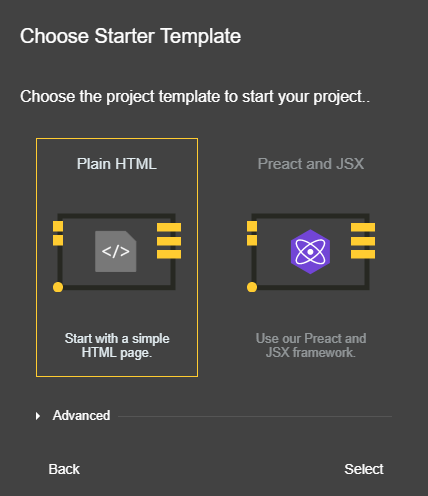 Choose Starter Template
Choose the project template to start your project..
Plain HTML
Preact and JSX
</>
Start with a simple
HTML page.
Use our Preact and
JSX framework.
Advanced
Back
Select